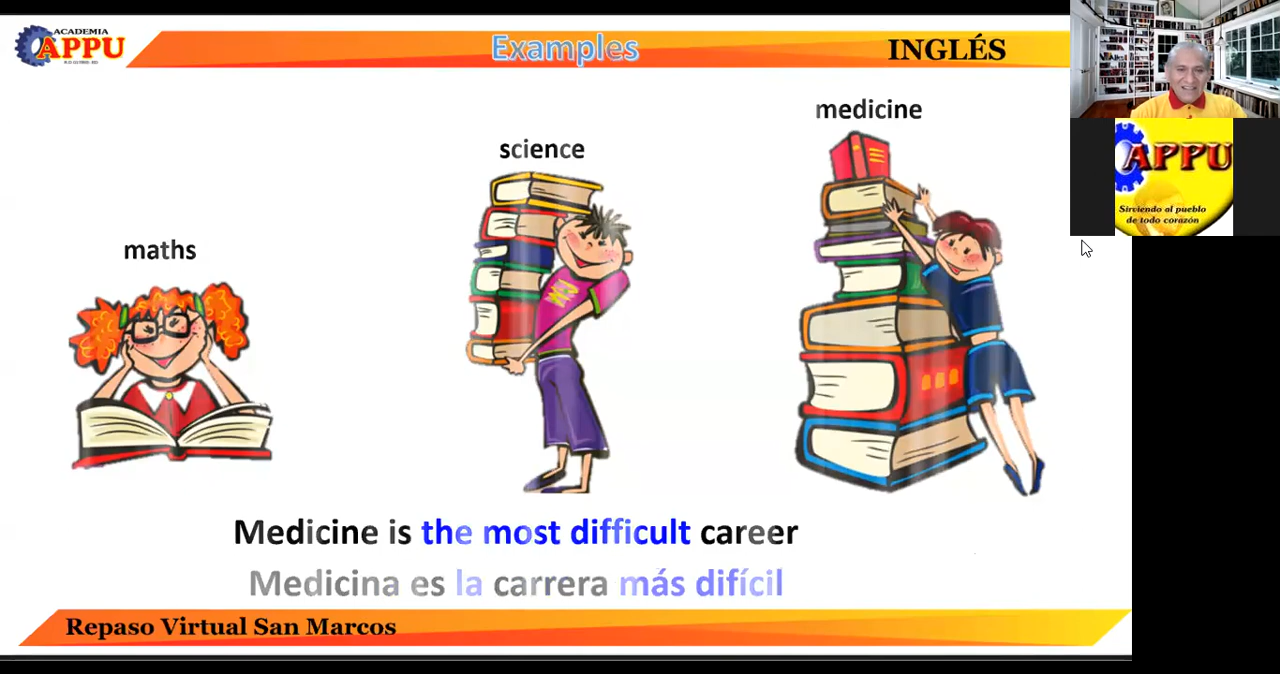 ACADEMIA
APPU
Examples
INGLÉS
medicine
science
maths
APPU
Sirviendo al pueblo
de todo corazón
Medicine is the most difficult career
Medicina es la carrera más difícil
Repaso Virtual San Marcos